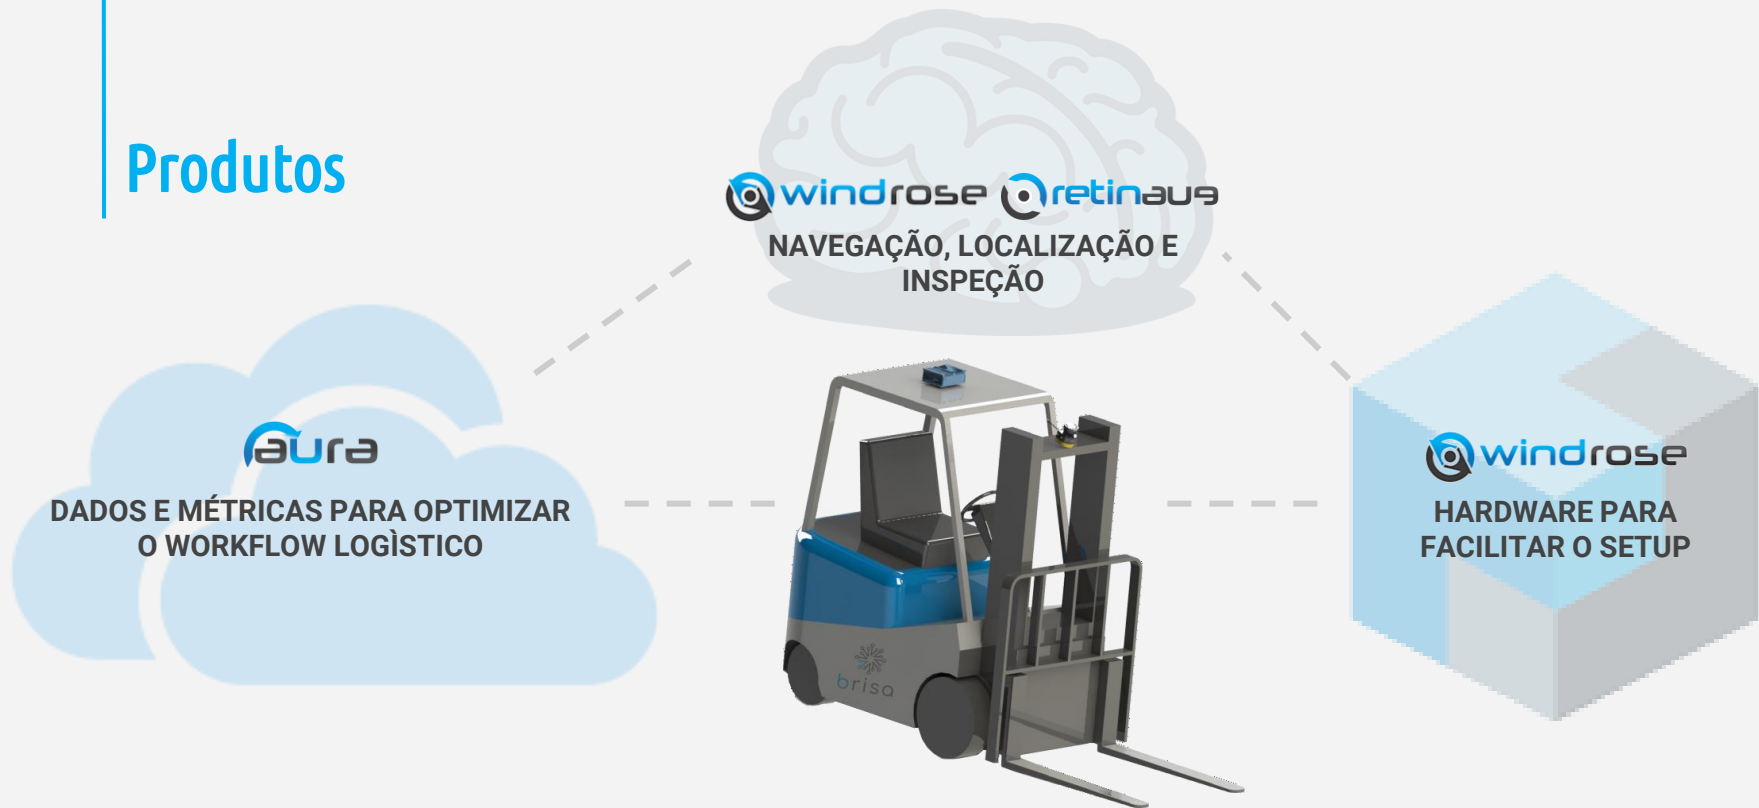 Produtos
windrose retinaug
NAVEGAÇÃO, LOCALIZAÇÃO E
INSPEÇÃO
aura
DADOS E MÉTRICAS PARA OPTIMIZAR
O WORKFLOW LOGÌSTICO
windrose
HARDWARE PARA
FACILITAR O SETUP
brisa